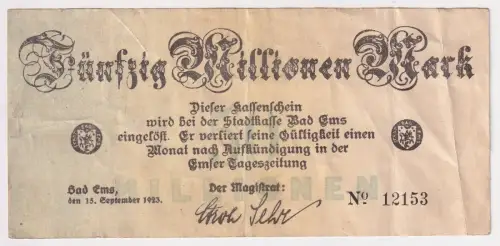 Fünfzig Millionen Mark
Dieser Kassenschein
wird bei der Stadtkasse Bad Ems
eingelöst. Er verliert seine Gültigkeit einen
Monat nach Aufkündigung in der
Emser Tageszeitung
Bad Ems,
den 15. September 1923.
Der Magistrat:
No 12153
MILLIONEN